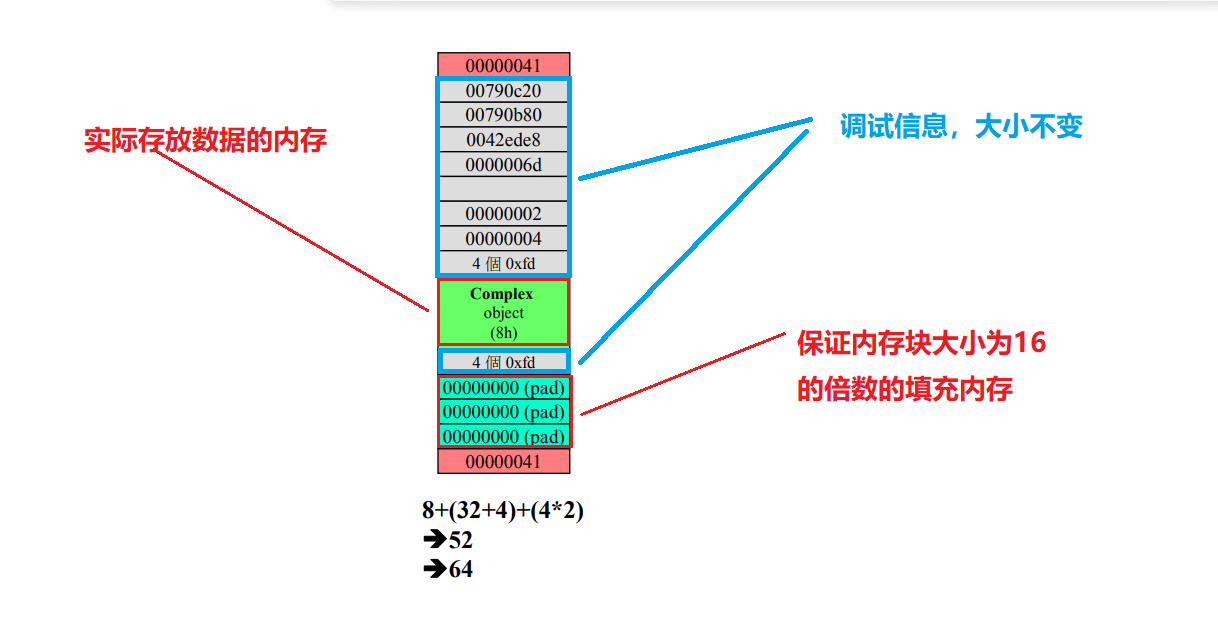 00000041
00790c20
00790b80
0042ede8
0000006d
00000002
00000004
4 個 0xfd
Complex
object
(8h)
4 個 0xfd
00000000 (pad)
00000000 (pad)
00000000 (pad)
00000041
8+(32+4)+(4*2)
➔52
➔64
实际存放数据的内存
调试信息，大小不变
保证内存块大小为16
的倍数的填充内存